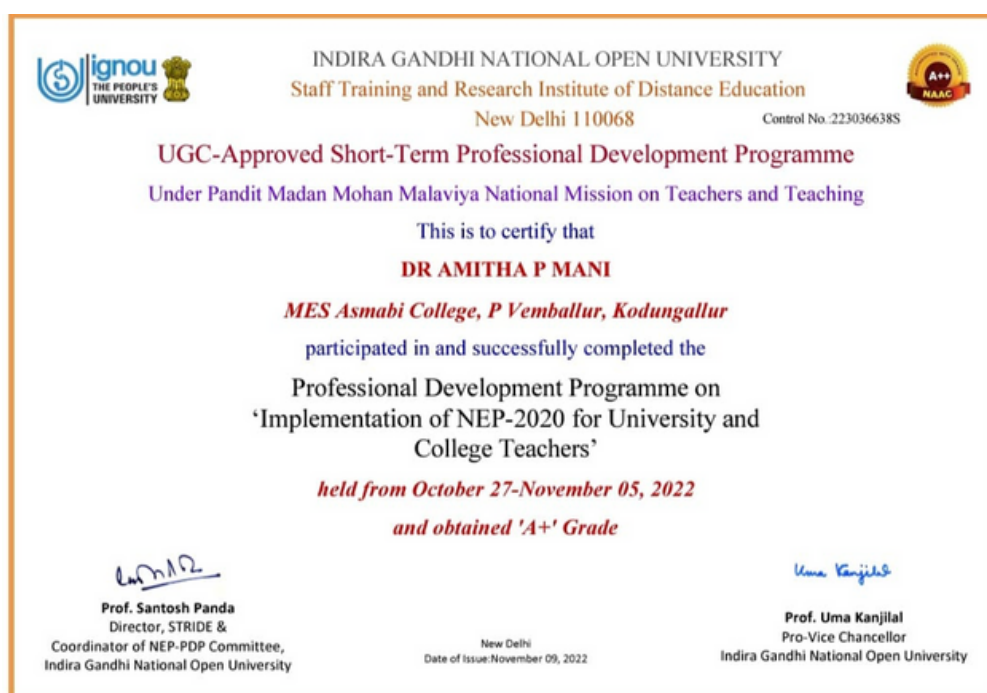 ignou
THE PEOPLE'S
UNIVERSITY
INDIRA GANDHI NATIONAL OPEN UNIVERSITY
Staff Training and Research Institute of Distance Education
New Delhi 110068
A++
NAAC
Control No.:223036638S
UGC-Approved Short-Term Professional Development Programme
Under Pandit Madan Mohan Malaviya National Mission on Teachers and Teaching
This is to certify that
DR AMITHA P MANI
MES Asmabi College, P Vemballur, Kodungallur
participated in and successfully completed the
Professional Development Programme on
‘Implementation of NEP-2020 for University and
College Teachers’
held from October 27-November 05, 2022
and obtained 'A+' Grade
Prof. Santosh Panda
Director, STRIDE &
Coordinator of NEP-PDP Committee,
Indira Gandhi National Open University
New Delhi
Date of Issue:November 09, 2022
Uma Kanjilal
Prof. Uma Kanjilal
Pro-Vice Chancellor
Indira Gandhi National Open University